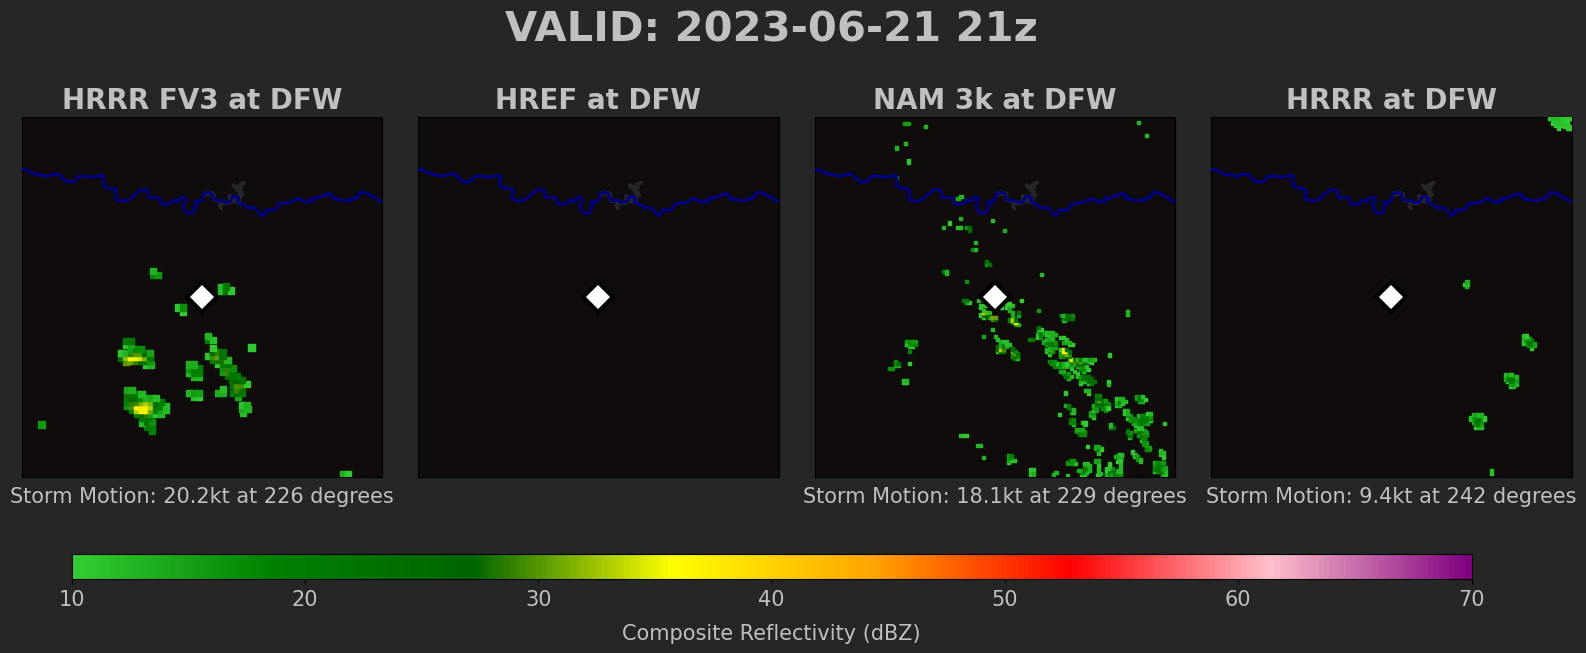 VALID: 2023-06-21 21z
HRRR FV3 at DFW
HREF at DFW
NAM 3k at DFW
HRRR at DFW
Storm Motion: 20.2kt at 226 degrees
Storm Motion: 18.1kt at 229 degrees
Storm Motion: 9.4kt at 242 degrees
10 20 30 40 50 60 70
Composite Reflectivity (dBZ)